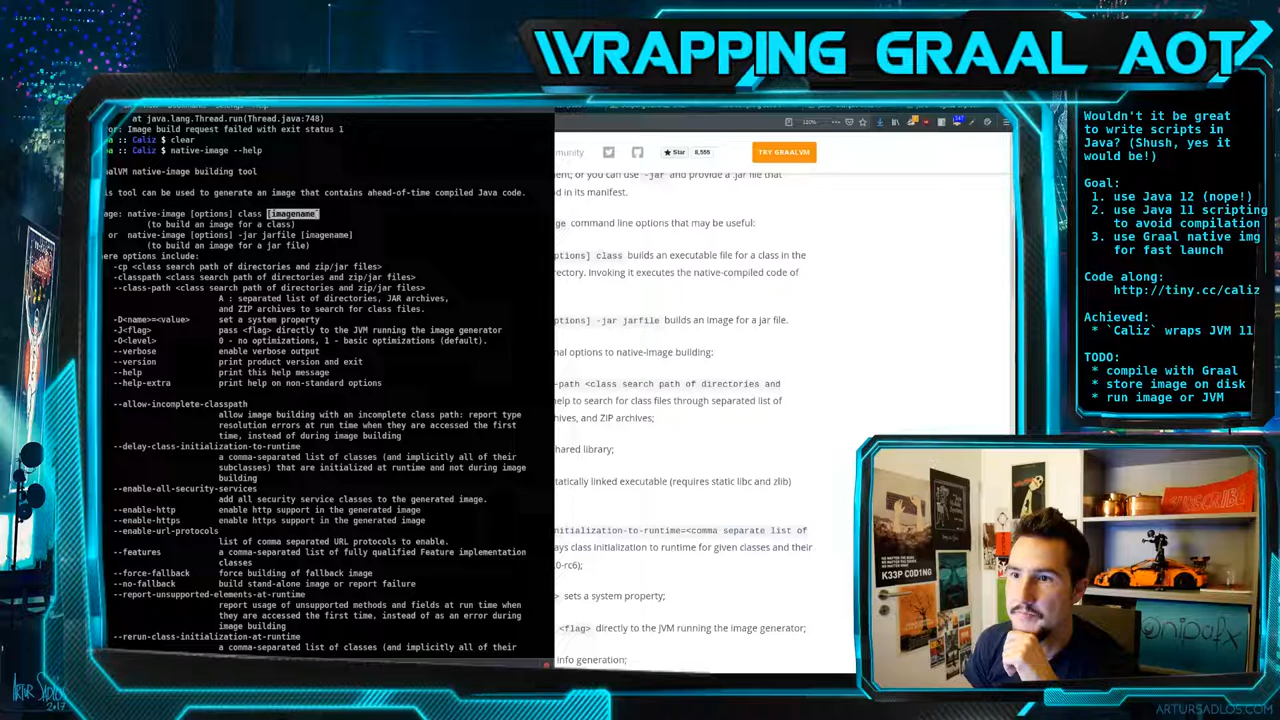 WRAPPING GRAAL AOT
Wouldn't it be great
to write scripts in
Java? (Shush, yes it
would be!)
Goal:
1. use Java 12 (nope!)
2. use Java 11 scripting
to avoid compilation
3. use Graal native img
for fast launch
Code along:
http://tiny.cc/caliz
Achieved:
* `Caliz` wraps JVM 11
TODO:
* compile with Graal
* store image on disk
* run image or JVM
at java.lang.Thread.run(Thread.java:748)
or: Image build request failed with exit status 1
:: Caliz $ clear
:: Caliz $ native-image --help
alVM native-image building tool
is tool can be used to generate an image that contains ahead-of-time compiled Java code.
age: native-image [options] class [imagename]
(to build an image for a class)
or native-image [options] -jar jarfile [imagename]
(to build an image for a jar file)
ere options include:
-cp <class search path of directories and zip/jar files>
-classpath <class search path of directories and zip/jar files>
--class-path <class search path of directories and zip/jar files>
A : separated list of directories, JAR archives,
and ZIP archives to search for class files.
-D<name>=<value> set a system property
-J<flag> pass <flag> directly to the JVM running the image generator
-O<level> 0 - no optimizations, 1 - basic optimizations (default).
--verbose enable verbose output
--version print product version and exit
--help print this help message
--help-extra print help on non-standard options
--allow-incomplete-classpath
allow image building with an incomplete class path: report type
resolution errors at run time when they are accessed the first
time, instead of during image building
--delay-class-initialization-to-runtime
a comma-separated list of classes (and implicitly all of their
subclasses) that are initialized at runtime and not during image
building
--enable-all-security-services
add all security service classes to the generated image.
--enable-http enable http support in the generated image
--enable-https enable https support in the generated image
--enable-url-protocols
list of comma separated URL protocols to enable.
--features a comma-separated list of fully qualified Feature implementation
classes
--force-fallback force building of fallback image
--no-fallback build stand-alone image or report failure
--report-unsupported-elements-at-runtime
report usage of unsupported methods and fields at run time when
they are accessed the first time, instead of as an error during
image building
--rerun-class-initialization-at-runtime
a comma-separated list of classes (and implicitly all of their
120%
munity
Star 8,555
TRY GRAALVM
ment; or you can use -jar and provide a .jar file that
d in its manifest.
ge command line options that may be useful:
ptions] class builds an executable file for a class in the
rectory. Invoking it executes the native-compiled code of
ptions] -jar jarfile builds an image for a jar file.
nal options to native-image building:
-path <class search path of directories and
help to search for class files through separated list of
hives, and ZIP archives;
hared library;
tatically linked executable (requires static libc and zlib)
nitialization-to-runtime=<comma separate list of
ays class initialization to runtime for given classes and their
0-rc6);
> sets a system property;
<flag> directly to the JVM running the image generator;
info generation;
K33P C0D1NG
SUBSCRIBE
@nipafx
ARTUR SADLOS
2017
ARTURSADLOS.COM